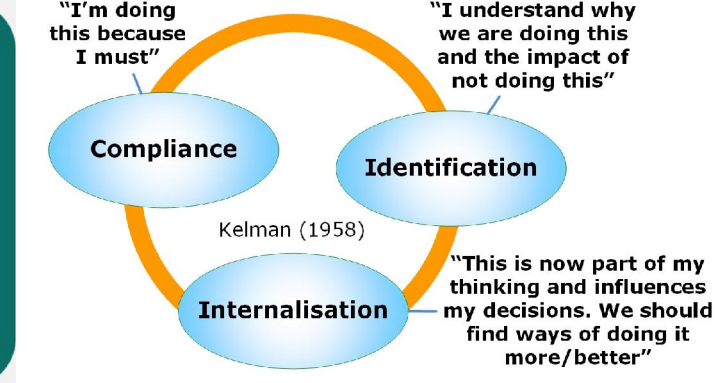 “I’m doing
this because
I must”
“I understand why
we are doing this
and the impact of
not doing this”
Compliance
Identification
Kelman (1958)
Internalisation
“This is now part of my
thinking and influences
my decisions. We should
find ways of doing it
more/better”